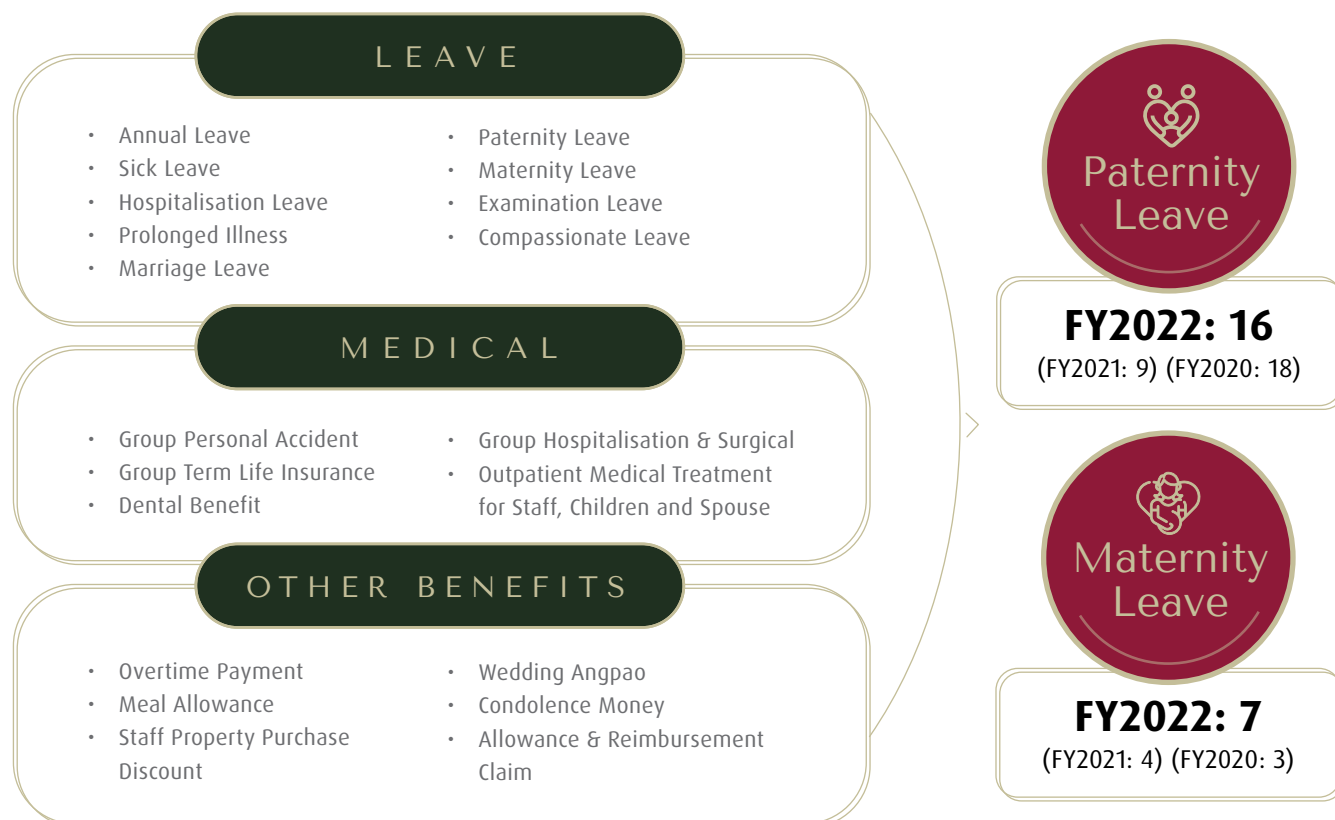 LEAVE
• Annual Leave
• Sick Leave
• Hospitalisation Leave
• Prolonged Illness
• Marriage Leave
• Paternity Leave
• Maternity Leave
• Examination Leave
• Compassionate Leave
MEDICAL
• Group Personal Accident
• Group Term Life Insurance
• Dental Benefit
• Group Hospitalisation & Surgical
• Outpatient Medical Treatment
for Staff, Children and Spouse
OTHER BENEFITS
• Overtime Payment
• Meal Allowance
• Staff Property Purchase
Discount
• Wedding Angpao
• Condolence Money
• Allowance & Reimbursement
Claim
Paternity
Leave
FY2022: 16
(FY2021: 9) (FY2020: 18)
Maternity
Leave
FY2022: 7
(FY2021: 4) (FY2020: 3)